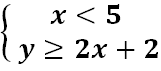 x < 5
y ≥ 2x + 2